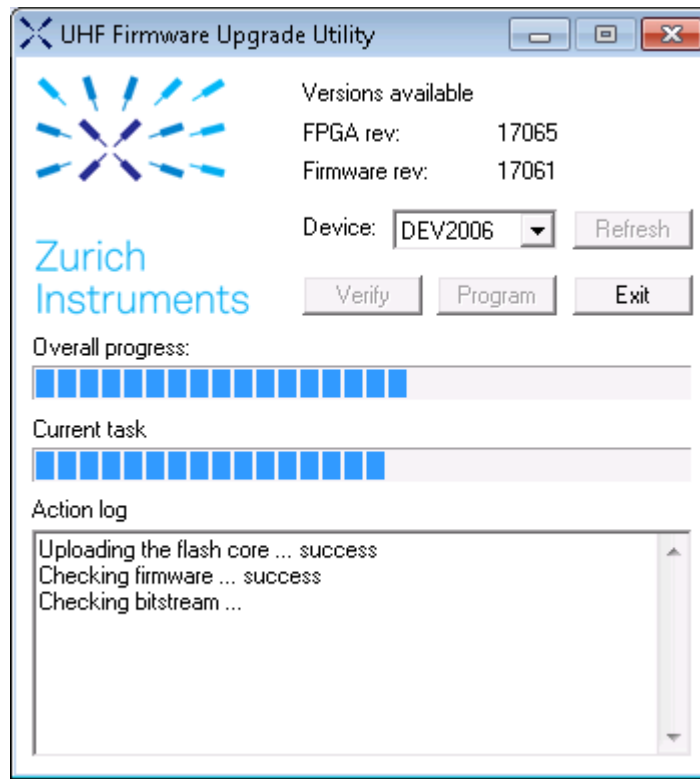 UHF Firmware Upgrade Utility
Versions available
FPGA rev: 17065
Firmware rev: 17061
Device: DEV2006 Refresh
Zurich
Instruments
Verify Program Exit
Overall progress:
Current task
Action log
Uploading the flash core ... success
Checking firmware ... success
Checking bitstream ...